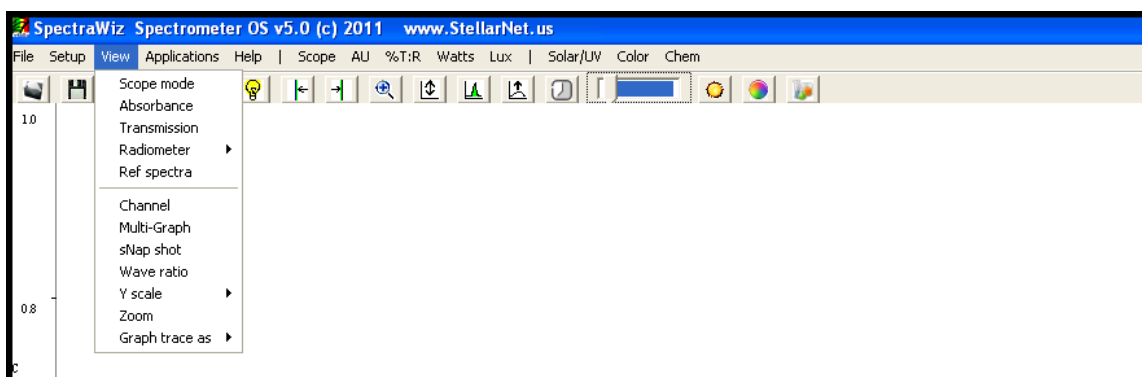 SpectraWiz Spectrometer OS v5.0 (c) 2011 www.StellarNet.us
File Setup View Applications Help | Scope AU %T:R Watts Lux | Solar/UV Color Chem
1.0
Scope mode
Absorbance
Transmission
Radiometer
Ref spectra
Channel
Multi-Graph
sNap shot
Wave ratio
Y scale
0.8
Zoom
Graph trace as